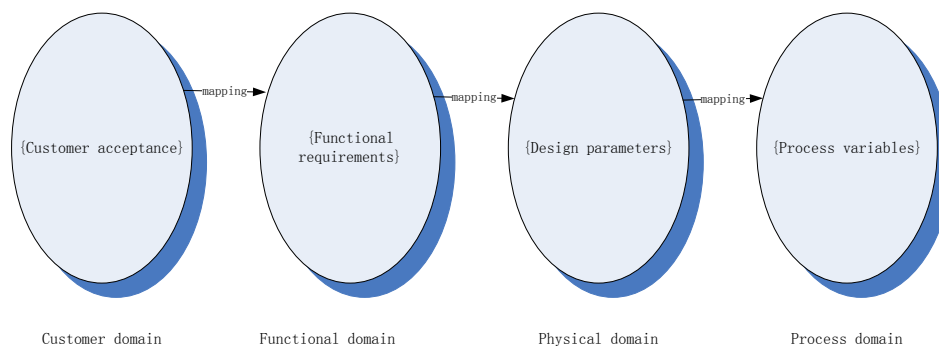 mapping
mapping
mapping
{Customer acceptance}
{Functional
requirements}
{Design parameters}
{Process variables}
Customer domain
Functional domain
Physical domain
Process domain